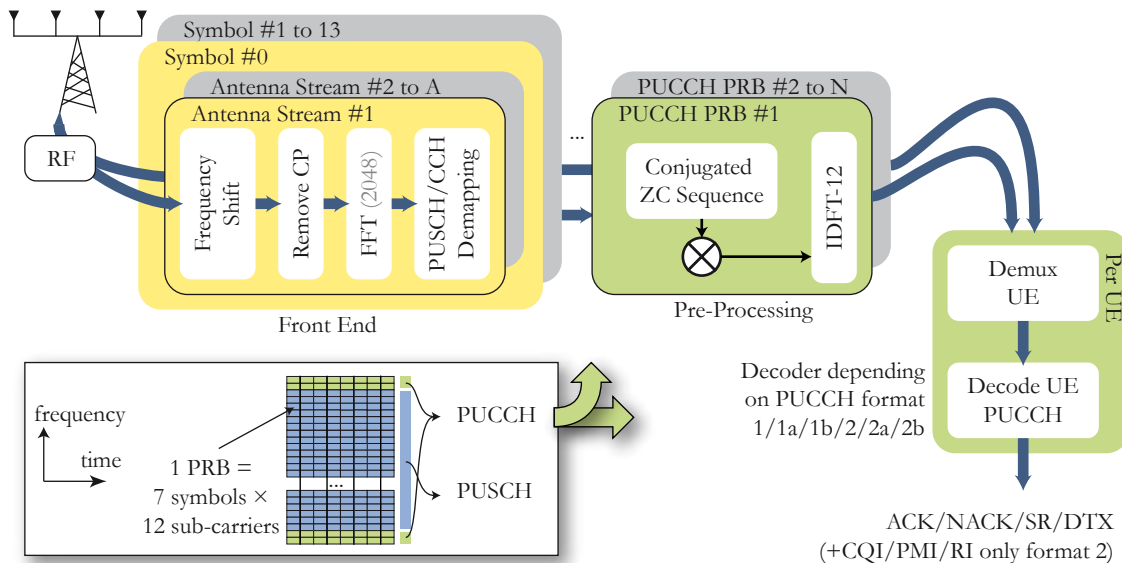 Symbol #1 to 13
Symbol #0
Antenna Stream #2 to A
Antenna Stream #1
RF
Frequency
Shift
Remove CP
FFT (2048)
PUSCH/CCH
Demapping
Front End
...
PUCCH PRB #2 to N
PUCCH PRB #1
Conjugated
ZC Sequence
IDFT-12
Pre-Processing
Per UE
Demux
UE
Decode UE
PUCCH
Decoder depending
on PUCCH format
1/1a/1b/2/2a/2b
ACK/NACK/SR/DTX
(+CQI/PMI/RI only format 2)
frequency
time
1 PRB =
7 symbols ×
12 sub-carriers
...
PUCCH
PUSCH